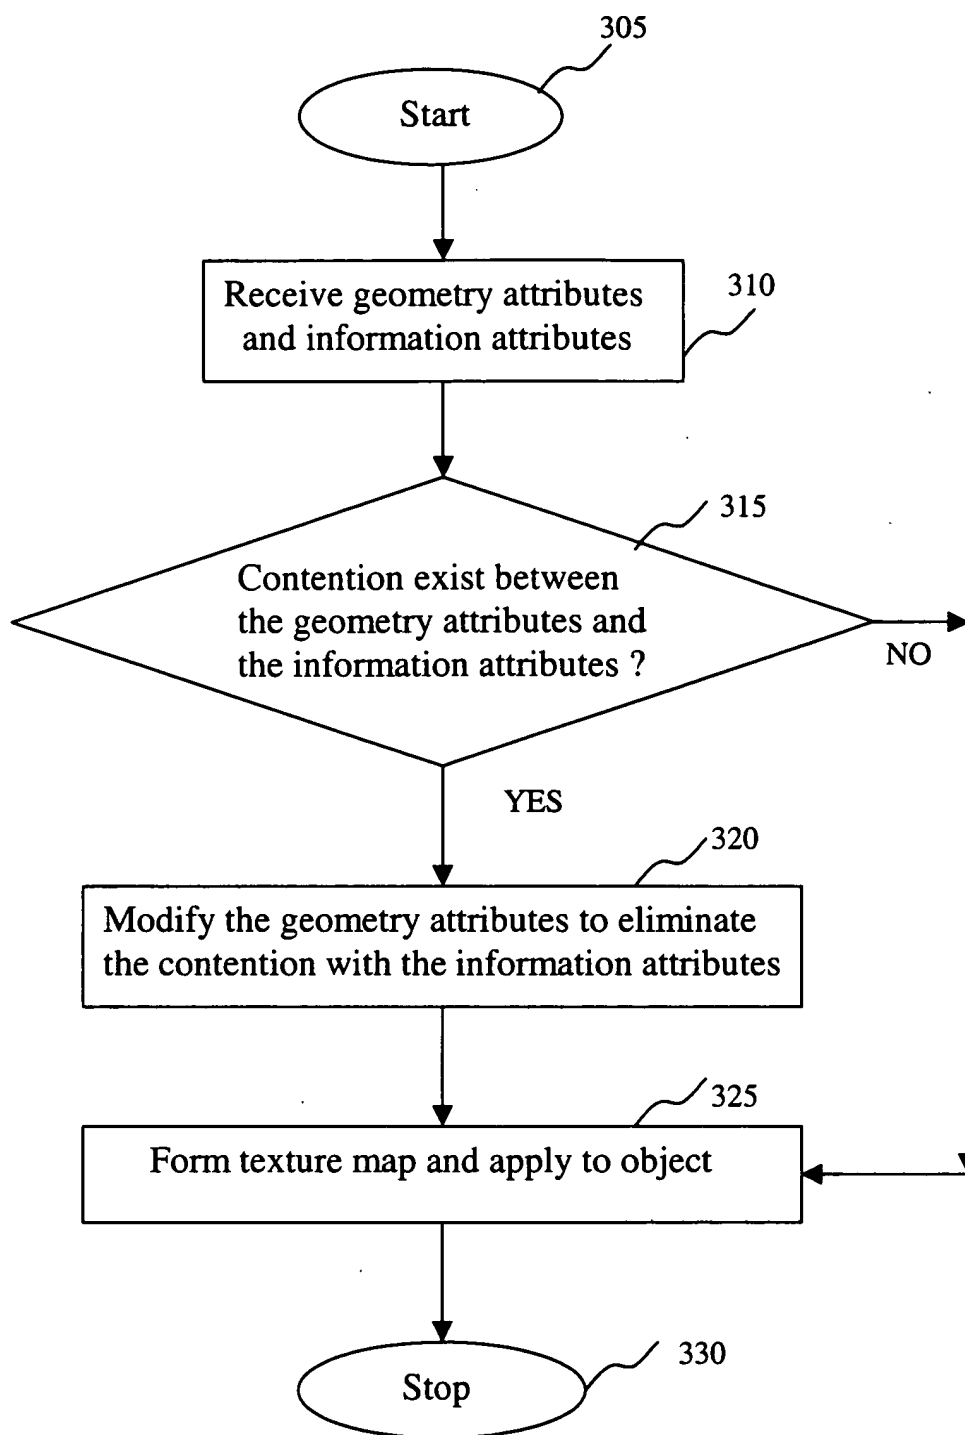 305
Start
Receive geometry attributes
and information attributes
310
315
Contention exist between
the geometry attributes and
the information attributes ?
NO
YES
320
Modify the geometry attributes to eliminate
the contention with the information attributes
325
Form texture map and apply to object
330
Stop